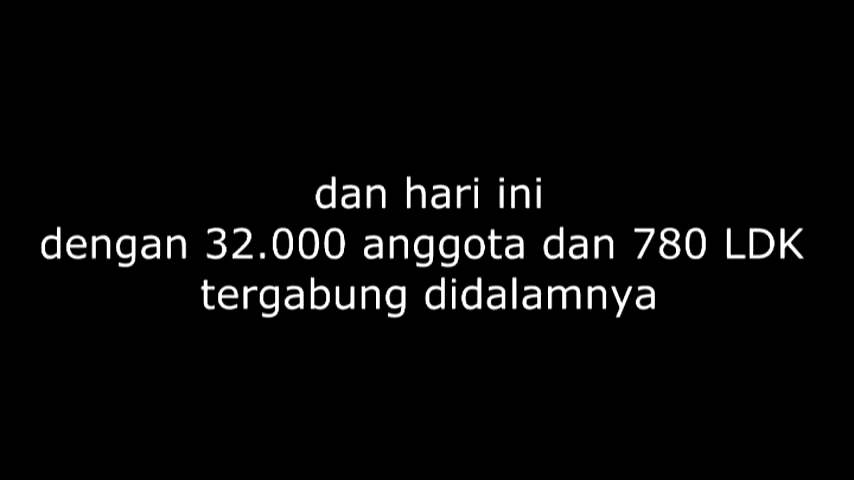 dan hari ini
dengan 32.000 anggota dan 780 LDK
tergabung didalamnya